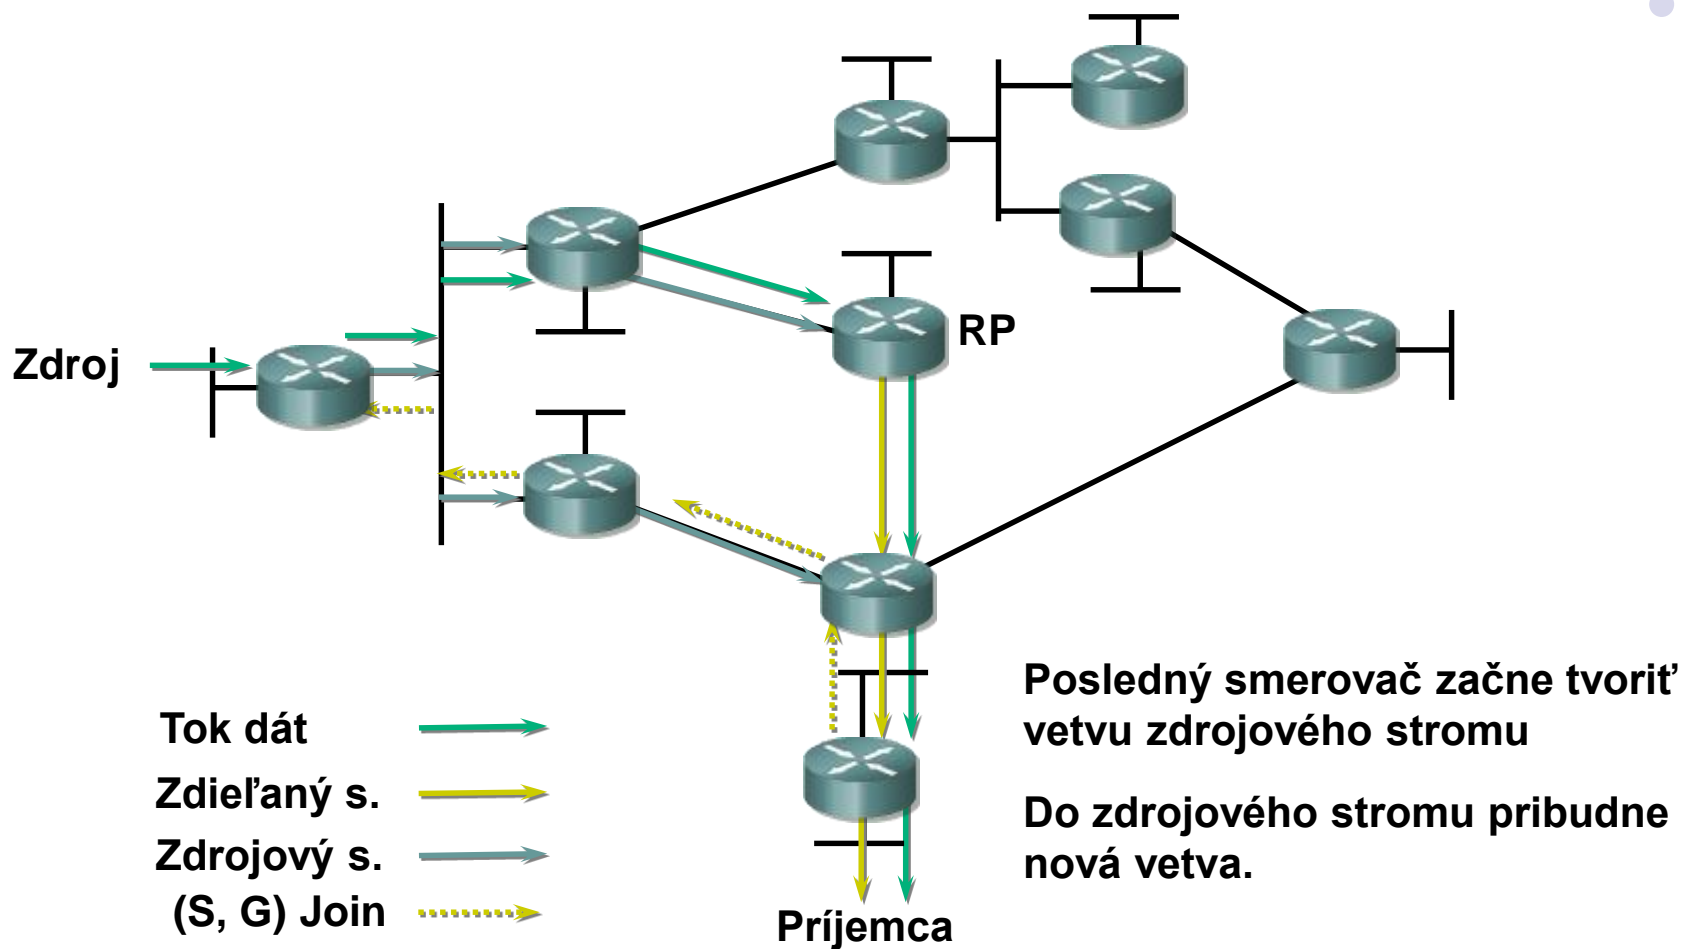 RP
Zdroj
Tok dát
Zdieľaný s.
Zdrojový s.
(S, G) Join
Príjemca
Posledný smerovač začne tvoriť
vetvu zdrojového stromu
Do zdrojového stromu pribudne
nová vetva.